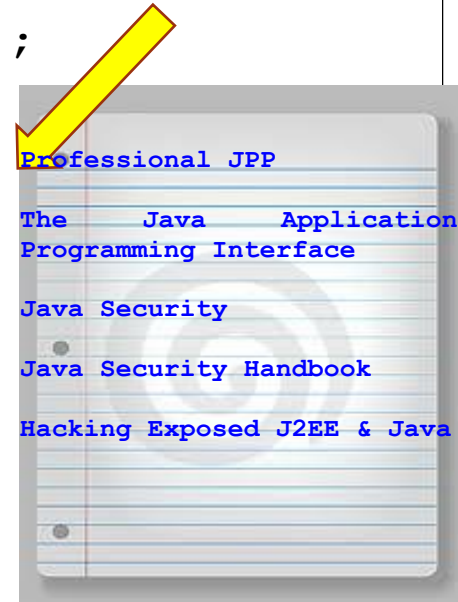 ;
Professional JPP
The Java Application
Programming Interface
Java Security
Java Security Handbook
Hacking Exposed J2EE & Java